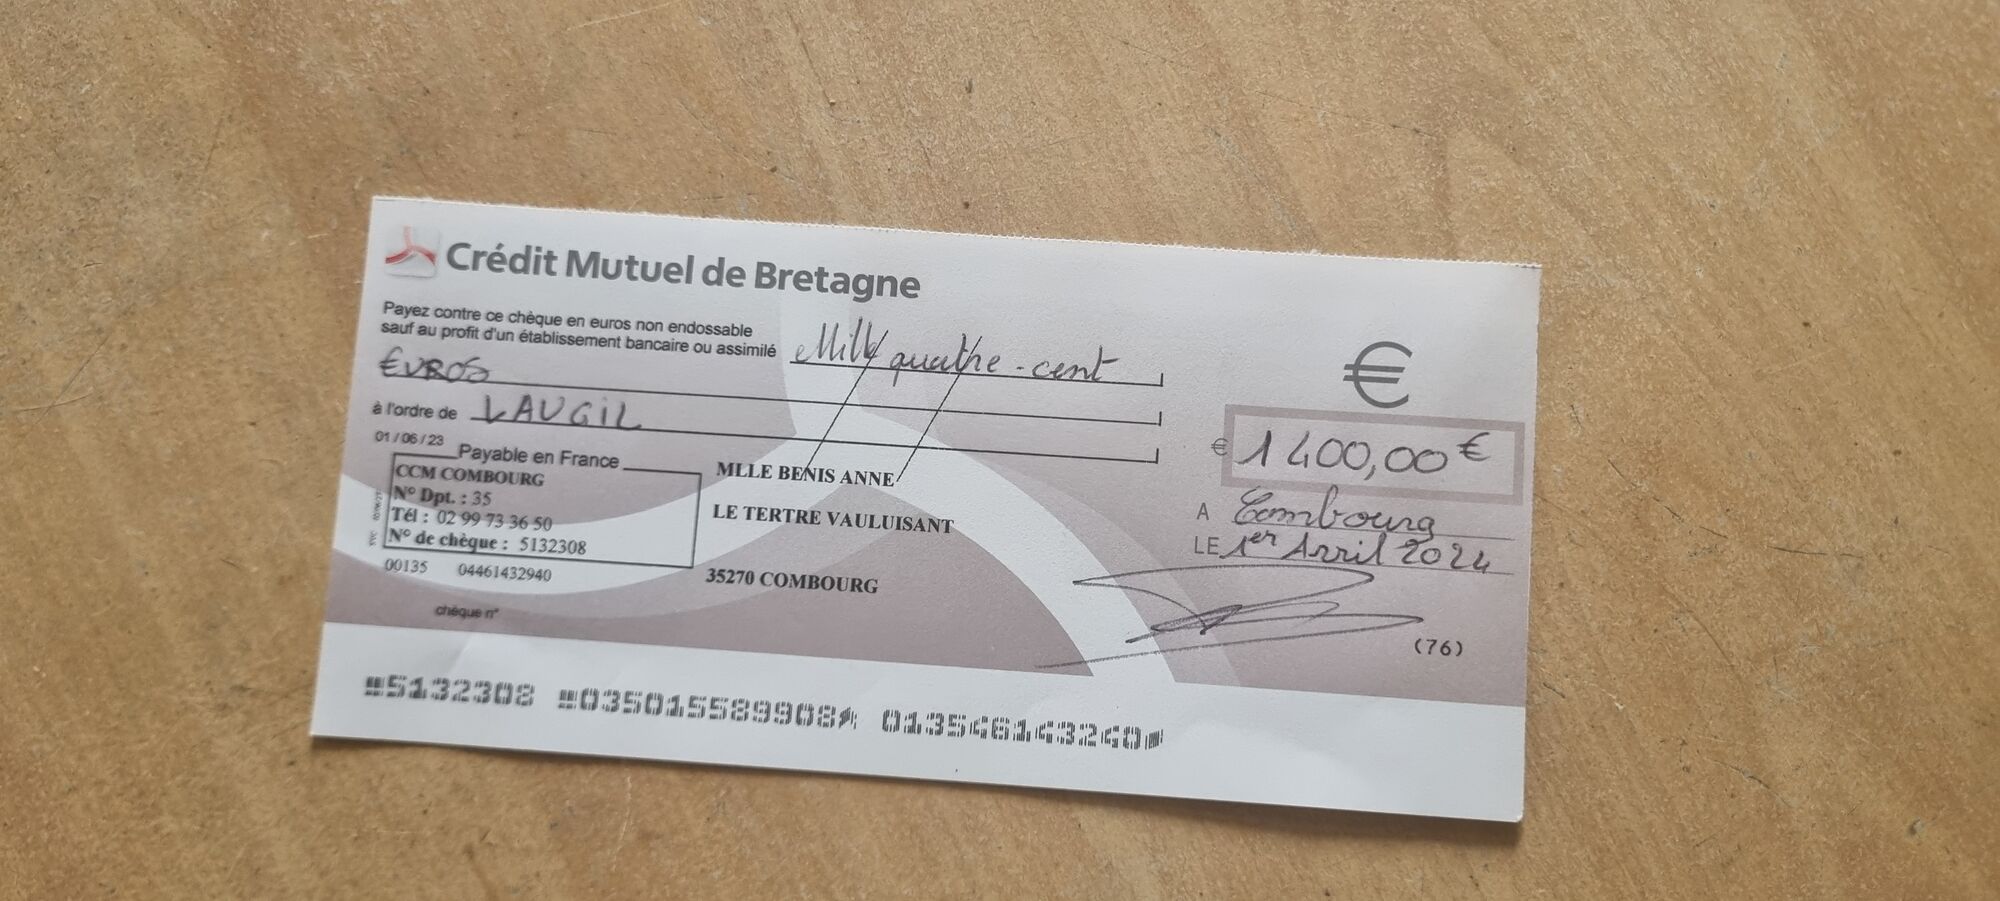 Crédit Mutuel de Bretagne
Payez contre ce chèque en euros non endossable
sauf au profit d'un établissement bancaire ou assimilé Mille quatre-cent
EUROS
€
à l'ordre de LAUGIL
€ 1400,00 €
01/06/23 Payable en France
CCM COMBOURG
N° Dpt. : 35
Tél : 02 99 73 36 50
N° de chèque : 5132308
00135 04461432940
MLLE BENIS ANNE
LE TERTRE VAULUISANT
35270 COMBOURG
A Combourg
LE 1er Avril 2024
(76)
chèque n°
5132308 035015589908 013546143240